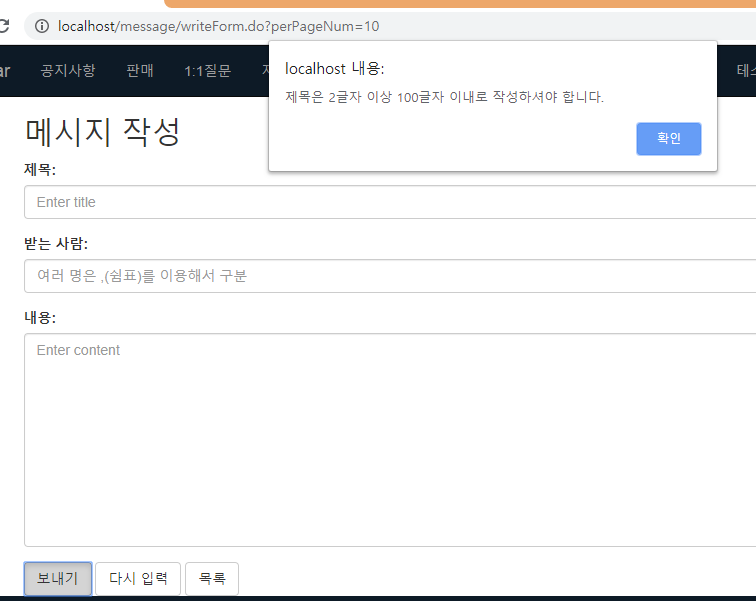 localhost/message/writeForm.do?perPageNum=10
공지사항 판매 1:1질문
localhost 내용:
제목은 2글자 이상 100글자 이내로 작성하셔야 합니다.
확인
메시지 작성
제목:
Enter title
받는 사람:
여러 명은 ,(쉼표)를 이용해서 구분
내용:
Enter content
보내기 다시 입력 목록